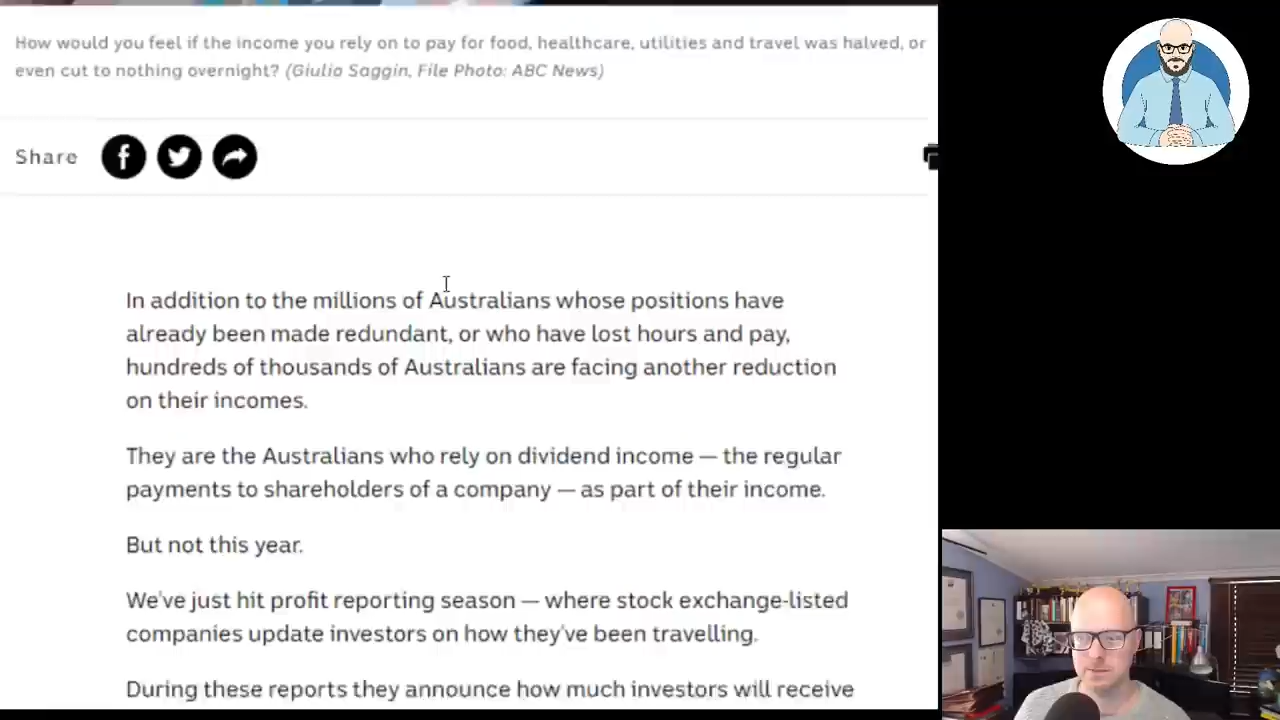 How would you feel if the income you rely on to pay for food, healthcare, utilities and travel was halved, or
even cut to nothing overnight? (Giulio Saggin, File Photo: ABC News)
Share
In addition to the millions of Australians whose positions have
already been made redundant, or who have lost hours and pay,
hundreds of thousands of Australians are facing another reduction
on their incomes.
They are the Australians who rely on dividend income — the regular
payments to shareholders of a company — as part of their income.
But not this year.
We've just hit profit reporting season — where stock exchange-listed
companies update investors on how they've been travelling.
During these reports they announce how much investors will receive